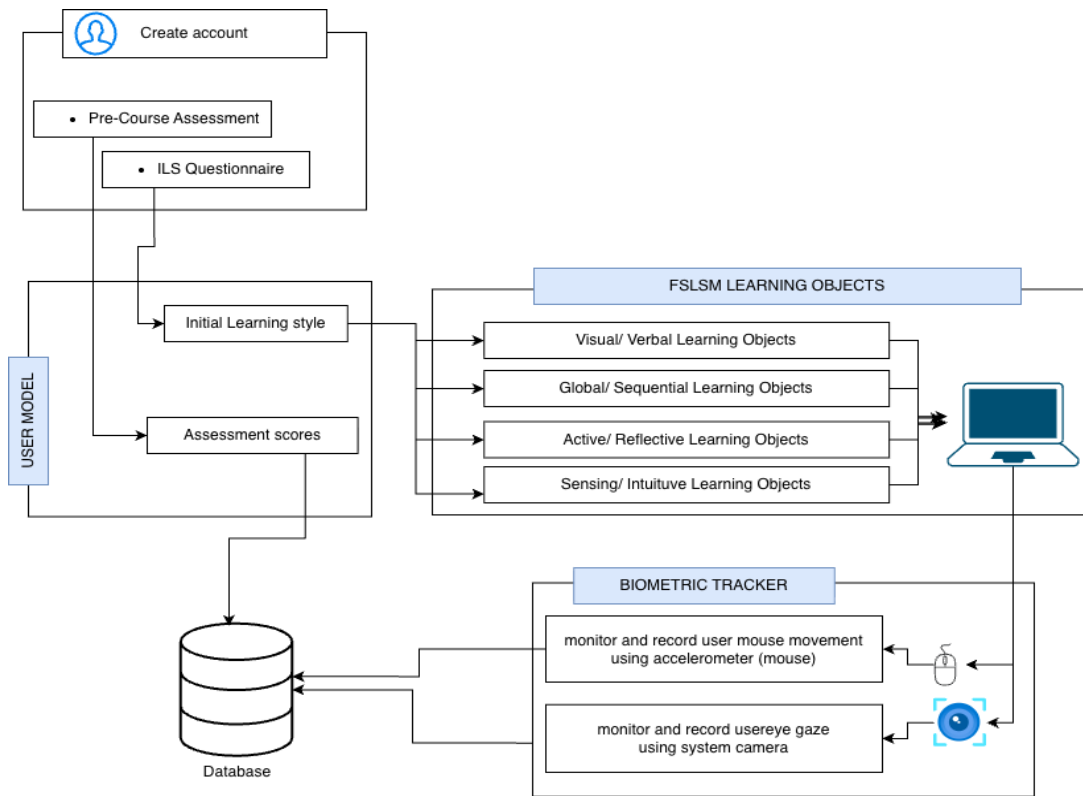 Create account
• Pre-Course Assessment
• ILS Questionnaire
FSLSM LEARNING OBJECTS
Initial Learning style
Visual/ Verbal Learning Objects
Global/ Sequential Learning Objects
USER MODEL
Assessment scores
Active/ Reflective Learning Objects
Sensing/ Intuituve Learning Objects
BIOMETRIC TRACKER
monitor and record user mouse movement
using accelerometer (mouse)
monitor and record usereye gaze
using system camera
Database